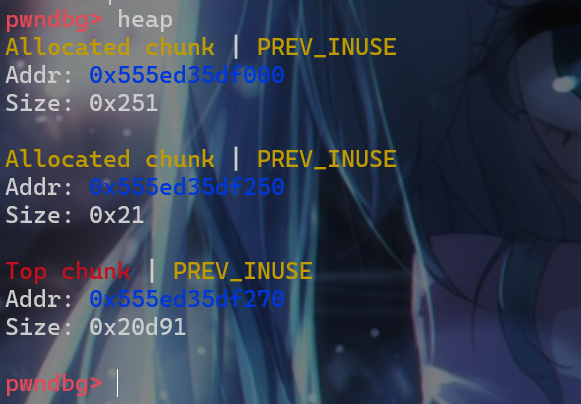 pwndbg> heap
Allocated chunk | PREV_INUSE
Addr: 0x555ed35df000
Size: 0x251
Allocated chunk | PREV_INUSE
Addr: 0x555ed35df250
Size: 0x21
Top chunk | PREV_INUSE
Addr: 0x555ed35df270
Size: 0x20d91
pwndbg>